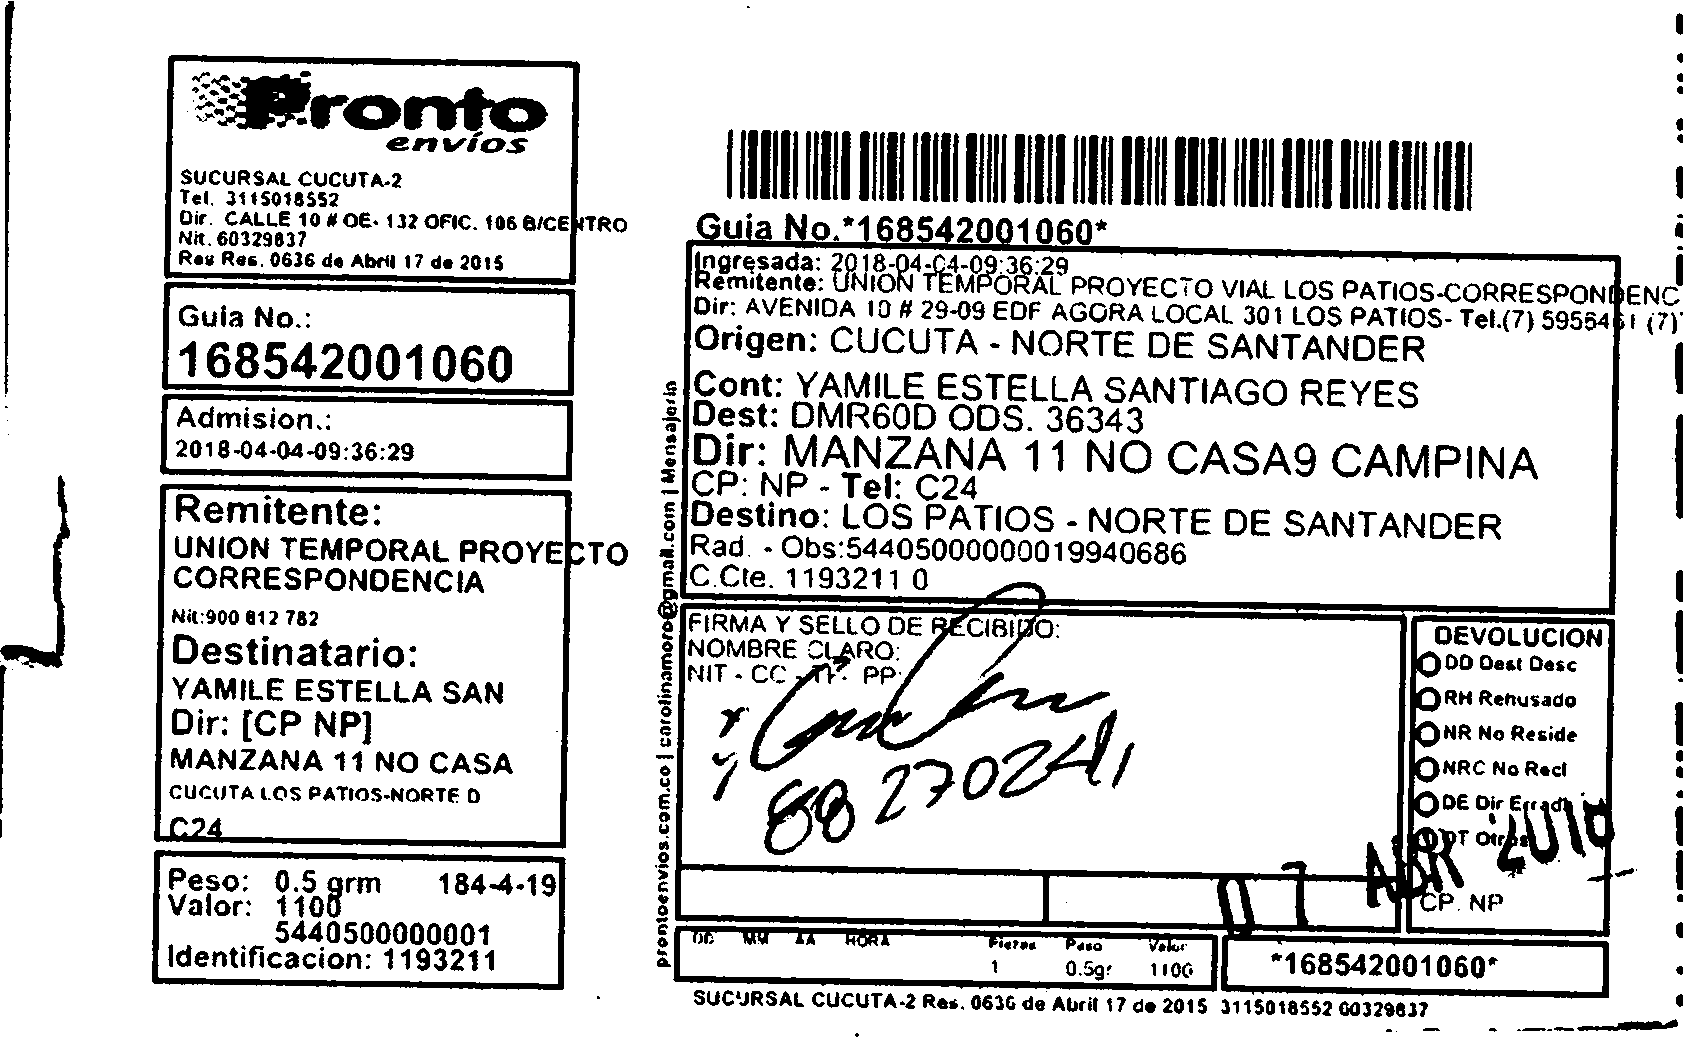 Pronto
envíos
SUCURSAL CUCUTA-2
Tel. 3115018552
Dir. CALLE 10 # OE- 132 OFIC. 106 B/CENTRO
Nit. 60329837
Res Res. 0636 de Abril 17 de 2015
Guia No.:
168542001060
Admision.:
2018-04-04-09:36:29
Remitente:
UNION TEMPORAL PROYECTO
CORRESPONDENCIA
Nit:900 812 782
Destinatario:
YAMILE ESTELLA SAN
Dir: [CP NP]
MANZANA 11 NO CASA
CUCUTA LOS PATIOS-NORTE D
C24
Peso: 0.5 grm 184-4-19
Valor: 1100
5440500000001
Identificacion: 1193211
prontoenvios.com.co | carolinamoro@gmail.com | Mensajeria
Guia No.*168542001060*
Ingresada: 2018-04-04-09:36:29
Remitente: UNION TEMPORAL PROYECTO VIAL LOS PATIOS-CORRESPONDENC
Dir: AVENIDA 10 # 29-09 EDF AGORA LOCAL 301 LOS PATIOS- Tel.(7) 5956461 (7)
Origen: CUCUTA - NORTE DE SANTANDER
Cont: YAMILE ESTELLA SANTIAGO REYES
Dest: DMR60D ODS. 36343
Dir: MANZANA 11 NO CASA9 CAMPINA
CP: NP - Tel: C24
Destino: LOS PATIOS - NORTE DE SANTANDER
Rad. - Obs:54405000000019940686
C.Cte. 1193211 0
FIRMA Y SELLO DE RECIBIDO:
NOMBRE CLARO:
NIT - CC - TI- PP:
88270241
DEVOLUCION
DD Dest Desc
RH Rehusado
NR No Reside
NRC No Recl
DE Dir Errad
OT Otros
07 ABR 2018
CP. NP
DD MM AA HORA Piezas Peso Valor
1 0.5gr 1100
*168542001060*
SUCURSAL CUCUTA-2 Res. 0636 de Abril 17 de 2015 3115018552 60329837